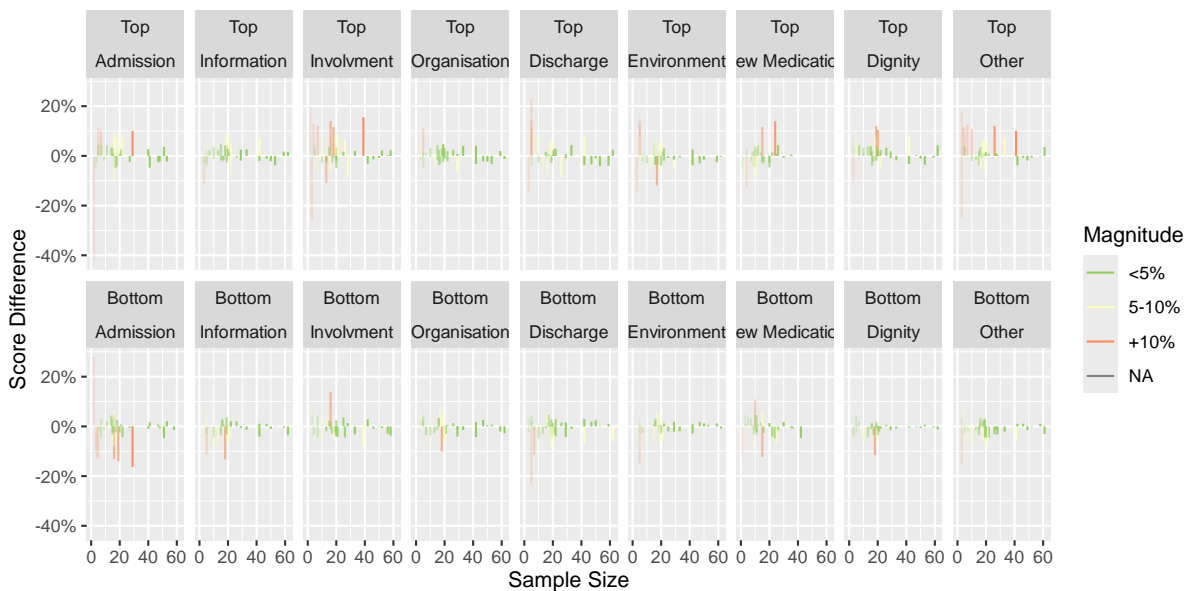 Top Top Top Top Top Top Top Top Top
Admission Information Involvment Organisation Discharge Environment ew Medicatic Dignity Other
20%
0%
-20%
-40%
Bottom Bottom Bottom Bottom Bottom Bottom Bottom Bottom Bottom
Admission Information Involvment Organisation Discharge Environment ew Medicatic Dignity Other
20%
0%
-20%
-40%
0 20 40 60 0 20 40 60 0 20 40 60 0 20 40 60 0 20 40 60 0 20 40 60 0 20 40 60 0 20 40 60 0 20 40 60
Sample Size
Score Difference
Magnitude
<5%
5-10%
+10%
NA